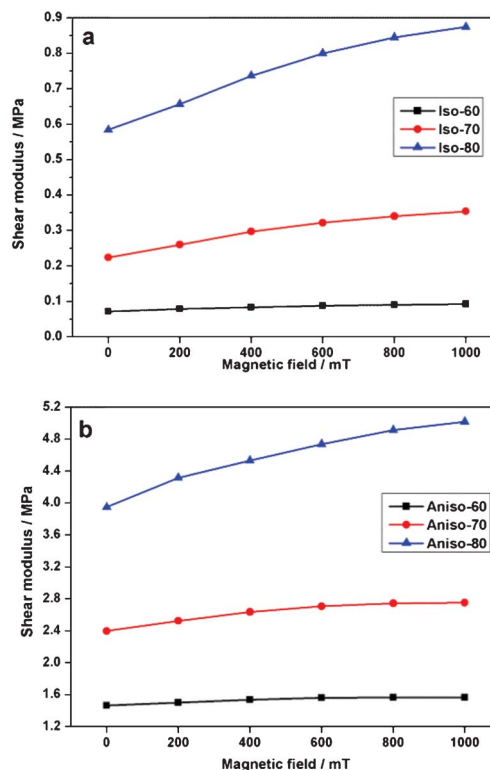 a
0.9
0.8
0.7
0.6
0.5
0.4
0.3
0.2
0.1
0.0
Shear modulus / MPa
Iso-60
Iso-70
Iso-80
0 200 400 600 800 1000
Magnetic field / mT
b
5.2
4.8
4.4
4.0
3.6
3.2
2.8
2.4
2.0
1.6
1.2
Shear modulus / MPa
Aniso-60
Aniso-70
Aniso-80
0 200 400 600 800 1000
Magnetic field / mT